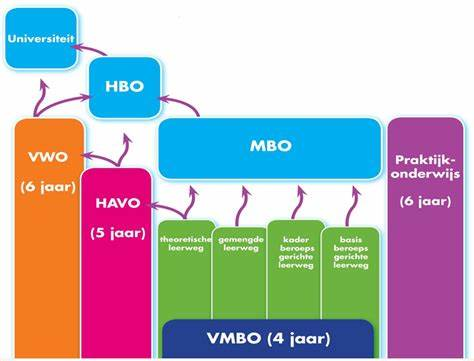 Universiteit
HBO
MBO
VWO
(6 jaar)
HAVO
(5 jaar)
theoretische
leerweg
gemengde
leerweg
kader
beroeps
gerichte
leerweg
basis
beroeps
gerichte
leerweg
Praktijk-
onderwijs
(6 jaar)
VMBO (4 jaar)